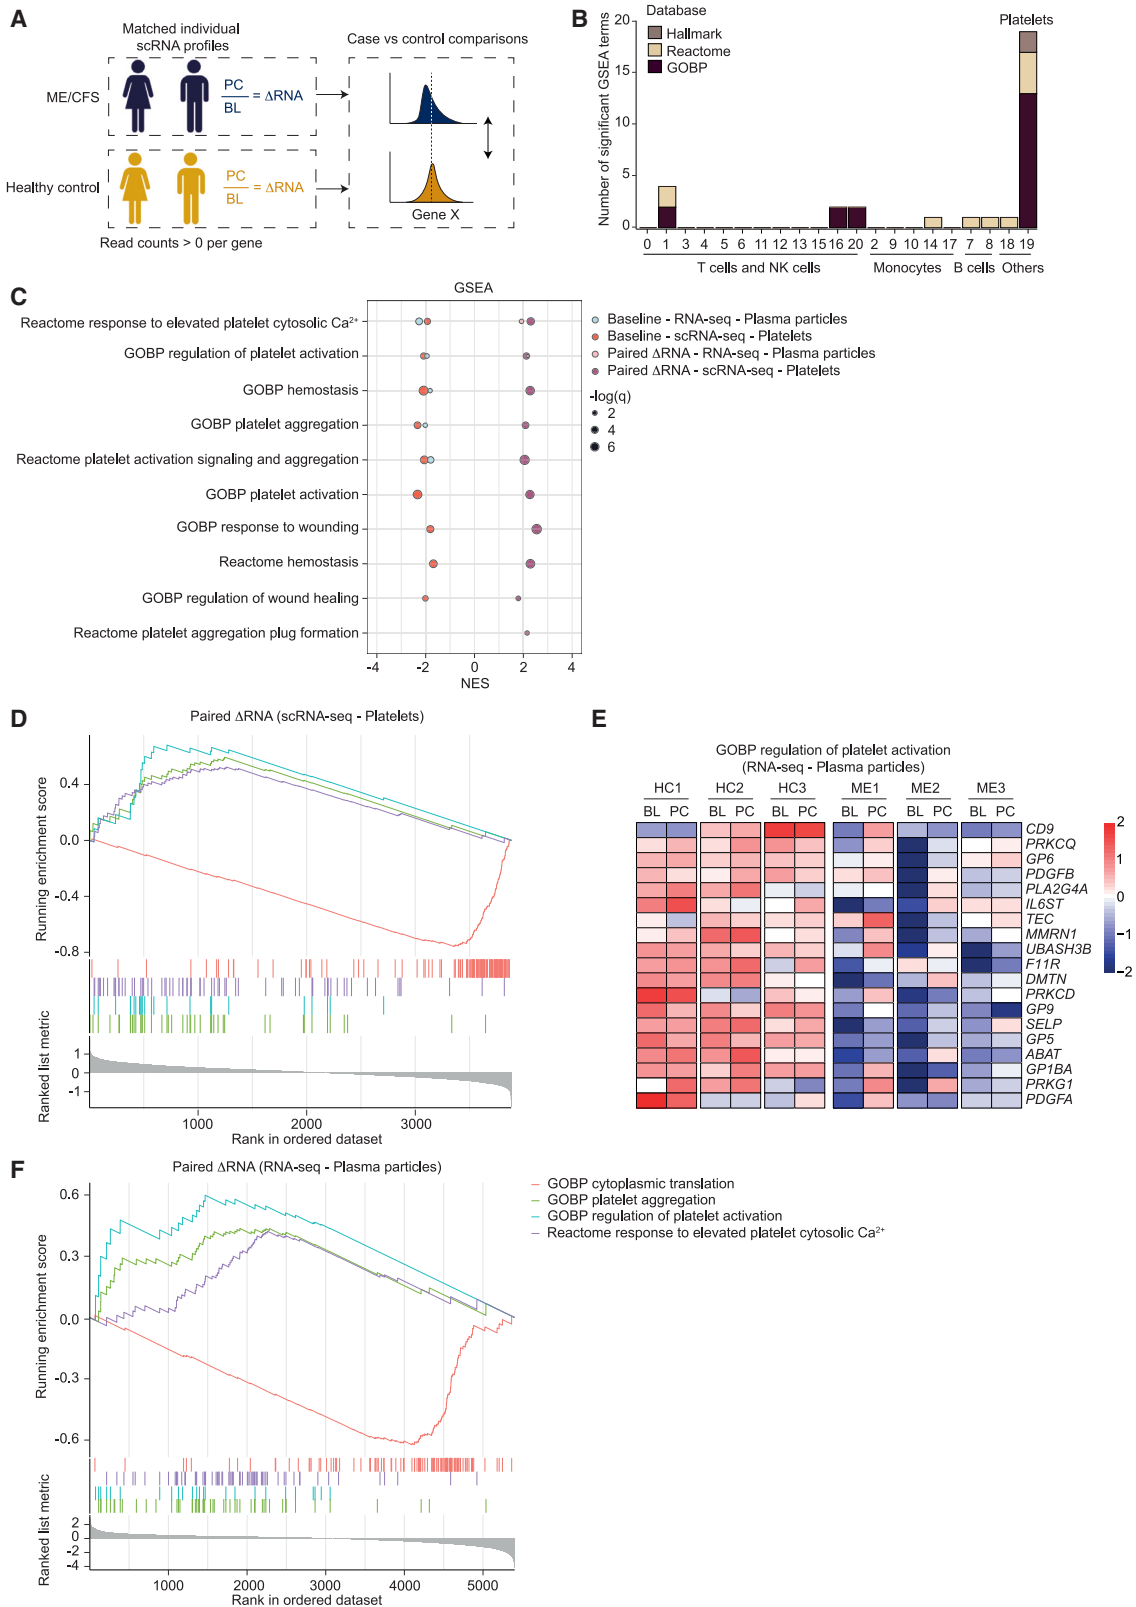 A
Matched individual
scRNA profiles
Case vs control comparisons
ME/CFS
PC
BL
= ΔRNA
Healthy control
PC
BL
= ΔRNA
Gene X
Read counts > 0 per gene
B
Database
Hallmark
Reactome
GOBP
Platelets
Number of significant GSEA terms
20
15
10
5
0
0 1 3 4 5 6 11 12 13 15 16 20 2 9 10 14 17 7 8 18 19
T cells and NK cells Monocytes B cells Others
C
GSEA
Reactome response to elevated platelet cytosolic Ca²⁺
GOBP regulation of platelet activation
GOBP hemostasis
GOBP platelet aggregation
Reactome platelet activation signaling and aggregation
GOBP platelet activation
GOBP response to wounding
Reactome hemostasis
GOBP regulation of wound healing
Reactome platelet aggregation plug formation
-4 -2 0 2 4
NES
Baseline - RNA-seq - Plasma particles
Baseline - scRNA-seq - Platelets
Paired ΔRNA - RNA-seq - Plasma particles
Paired ΔRNA - scRNA-seq - Platelets
-log(q)
2
4
6
D
Paired ΔRNA (scRNA-seq - Platelets)
Running enrichment score
0.4
0.0
-0.4
-0.8
Ranked list metric
1
0
-1
1000 2000 3000
Rank in ordered dataset
E
GOBP regulation of platelet activation
(RNA-seq - Plasma particles)
HC1 HC2 HC3 ME1 ME2 ME3
BL PC BL PC BL PC BL PC BL PC BL PC
CD9
PRKCQ
GP6
PDGFB
PLA2G4A
IL6ST
TEC
MMRN1
UBASH3B
F11R
DMTN
PRKCD
GP9
SELP
GP5
ABAT
GP1BA
PRKG1
PDGFA
2
1
0
-1
-2
F
Paired ΔRNA (RNA-seq - Plasma particles)
Running enrichment score
0.6
0.3
0.0
-0.3
-0.6
Ranked list metric
2
0
-2
-4
1000 2000 3000 4000 5000
Rank in ordered dataset
GOBP cytoplasmic translation
GOBP platelet aggregation
GOBP regulation of platelet activation
Reactome response to elevated platelet cytosolic Ca²⁺